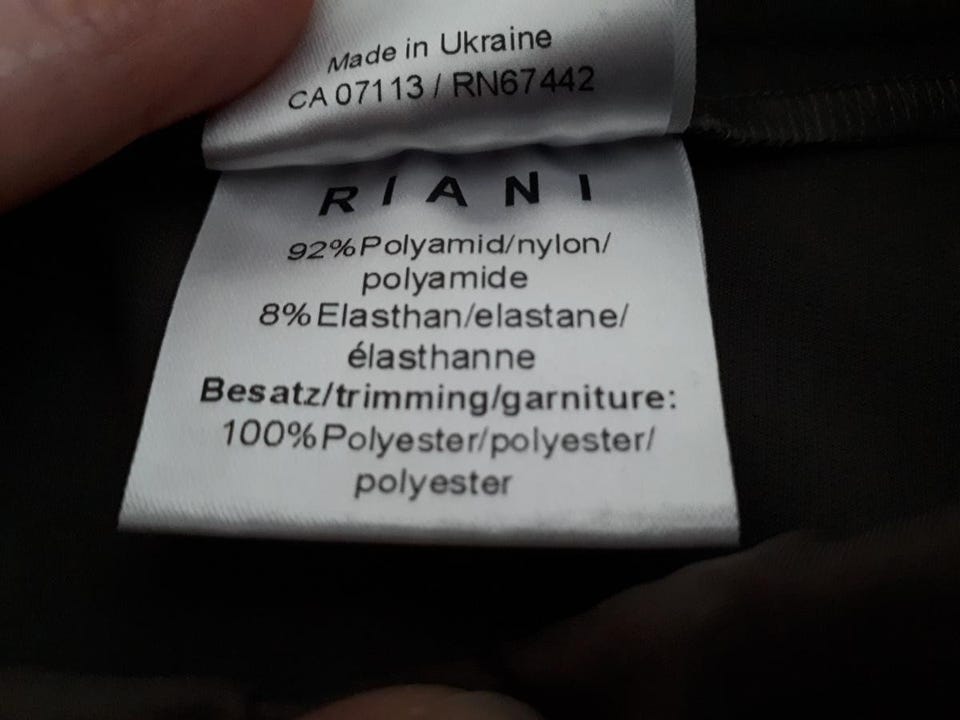 Made in Ukraine
CA 07113 / RN67442
RIANI
92% Polyamid/nylon/
polyamide
8% Elasthan/elastane/
élasthanne
Besatz/trimming/garniture:
100% Polyester/polyester/
polyester